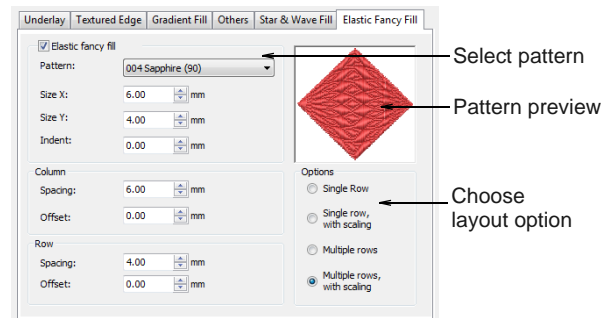 Underlay Textured Edge Gradient Fill Others Star & Wave Fill Elastic Fancy Fill
Elastic fancy fill
Pattern: 004 Sapphire (90)
Size X: 6.00 mm
Size Y: 4.00 mm
Indent: 0.00 mm
Column
Spacing: 6.00 mm
Offset: 0.00 mm
Row
Spacing: 4.00 mm
Offset: 0.00 mm
Options
Single Row
Single row,
with scaling
Multiple rows
Multiple rows,
with scaling
Select pattern
Pattern preview
Choose
layout option